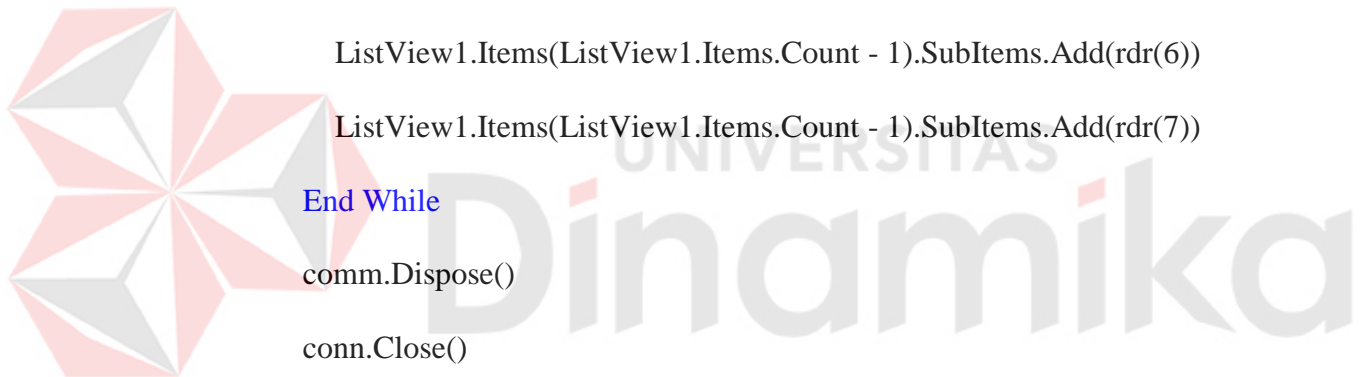 ListView1.Items(ListView1.Items.Count - 1).SubItems.Add(rdr(6))
ListView1.Items(ListView1.Items.Count - 1).SubItems.Add(rdr(7))
UNIVERSITAS
Dinamika
End While
comm.Dispose()
conn.Close()